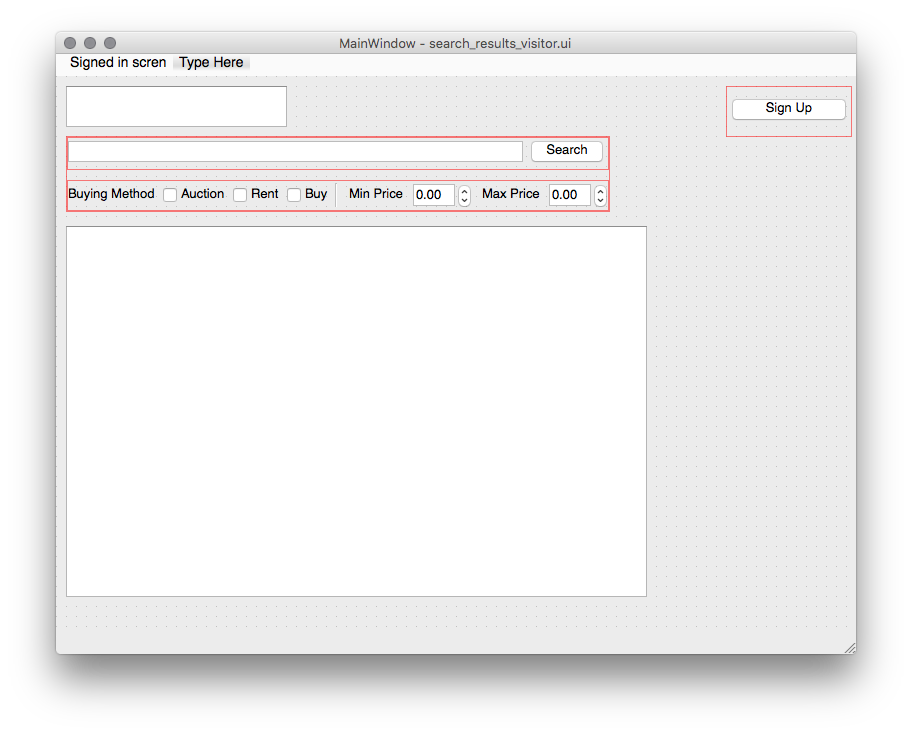 MainWindow - search_results_visitor.ui
Signed in scren Type Here
Sign Up
Search
Buying Method Auction Rent Buy Min Price 0.00 Max Price 0.00